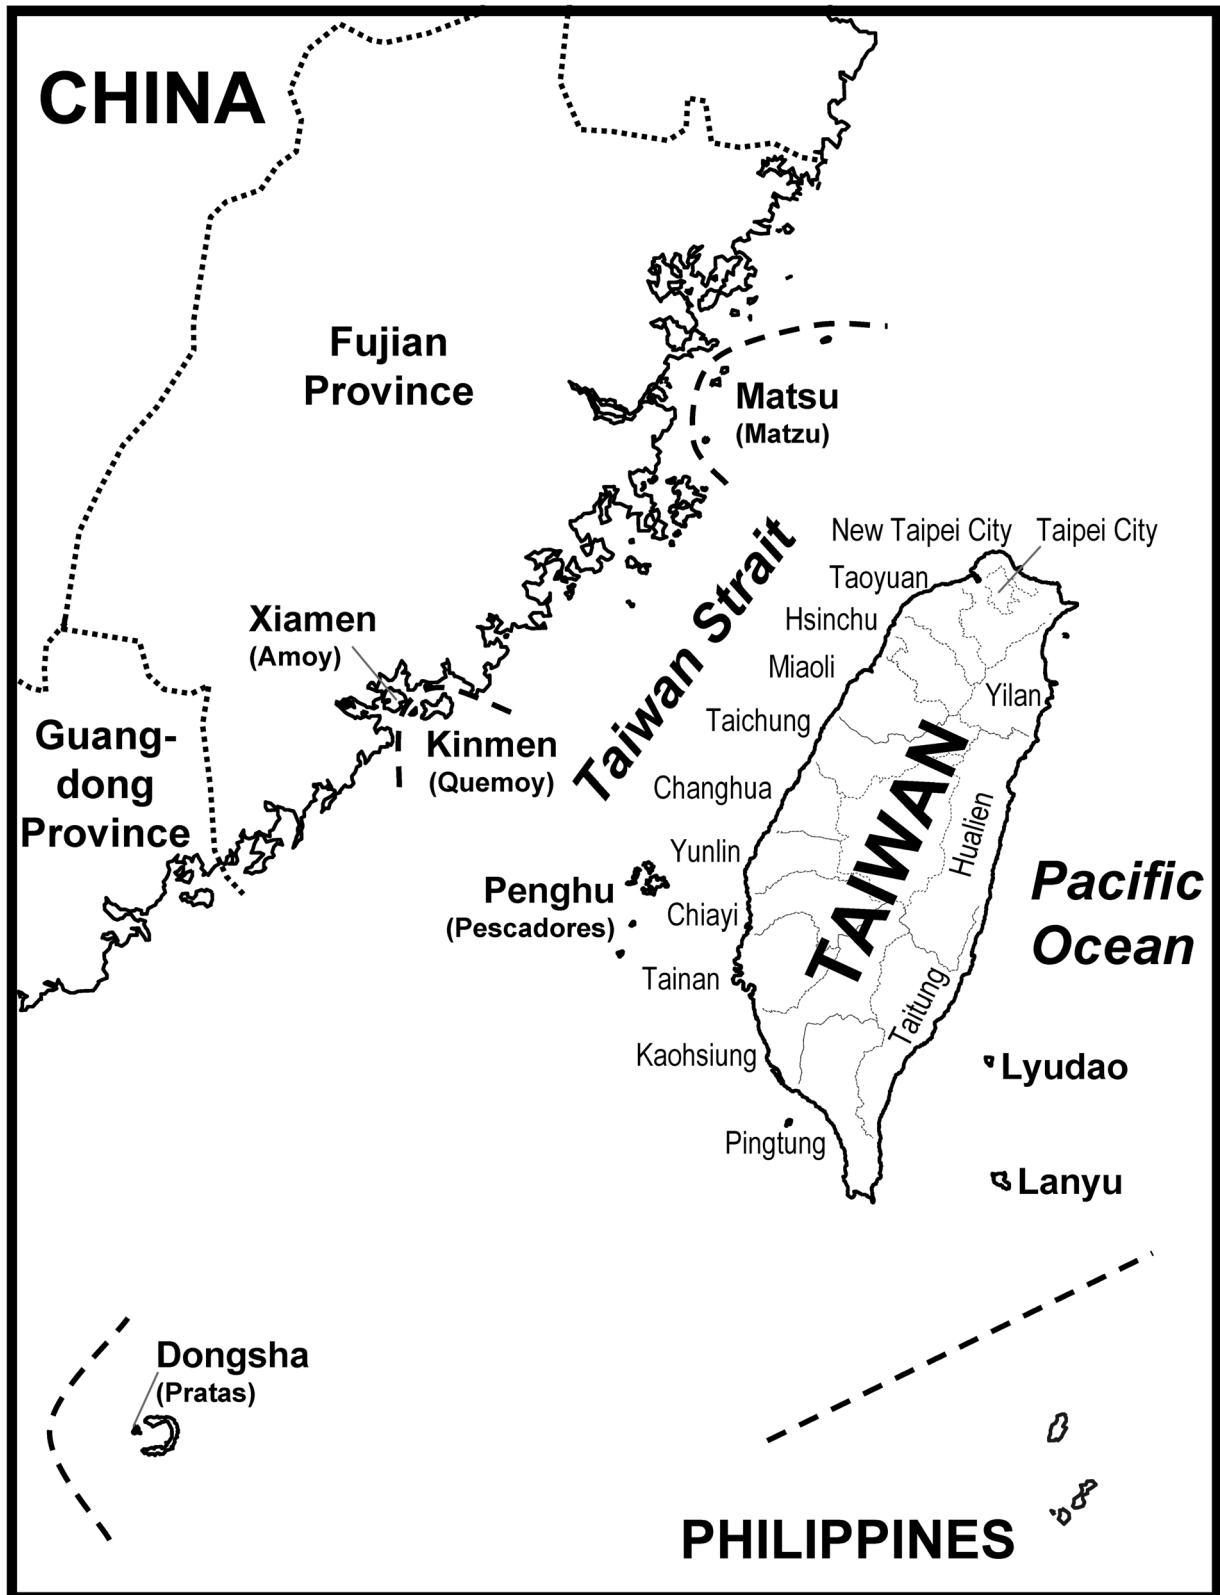 CHINA
Fujian
Province
Matsu
(Matzu)
New Taipei City
Taipei City
Taoyuan
Hsinchu
Miaoli
Yilan
Taichung
Taiwan Strait
Xiamen
(Amoy)
Guang-
dong
Province
Kinmen
(Quemoy)
Changhua
TAIWAN
Hualien
Yunlin
Penghu
(Pescadores)
Chiayi
Pacific
Ocean
Tainan
Taitung
Kaohsiung
Lyudao
Pingtung
Lanyu
Dongsha
(Pratas)
PHILIPPINES